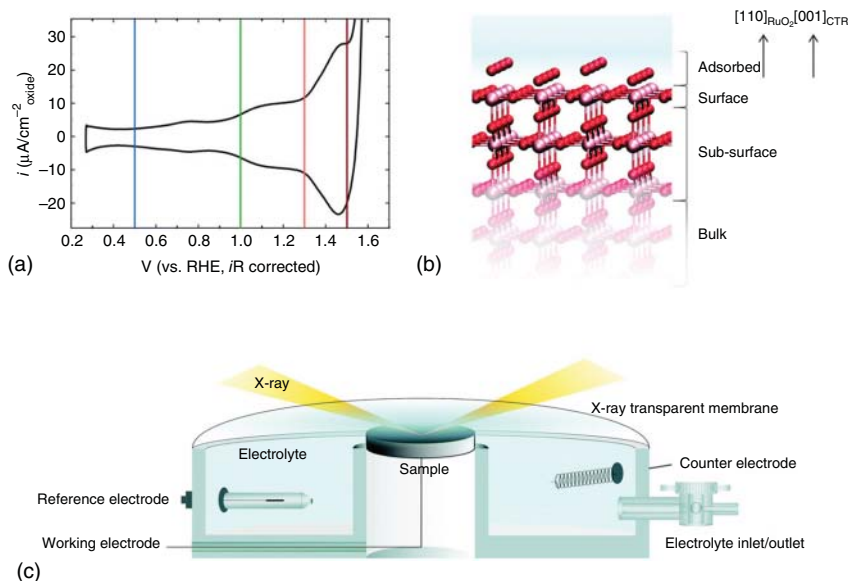 30
20
10
0
−10
−20
i (μA/cm⁻²oxide)
0.2 0.4 0.6 0.8 1.0 1.2 1.4 1.6
V (vs. RHE, iR corrected)
(a)
[110]RuO₂[001]CTR
Adsorbed
Surface
Sub-surface
Bulk
(b)
X-ray
X-ray transparent membrane
Electrolyte
Sample
Counter electrode
Reference electrode
Working electrode
Electrolyte inlet/outlet
(c)